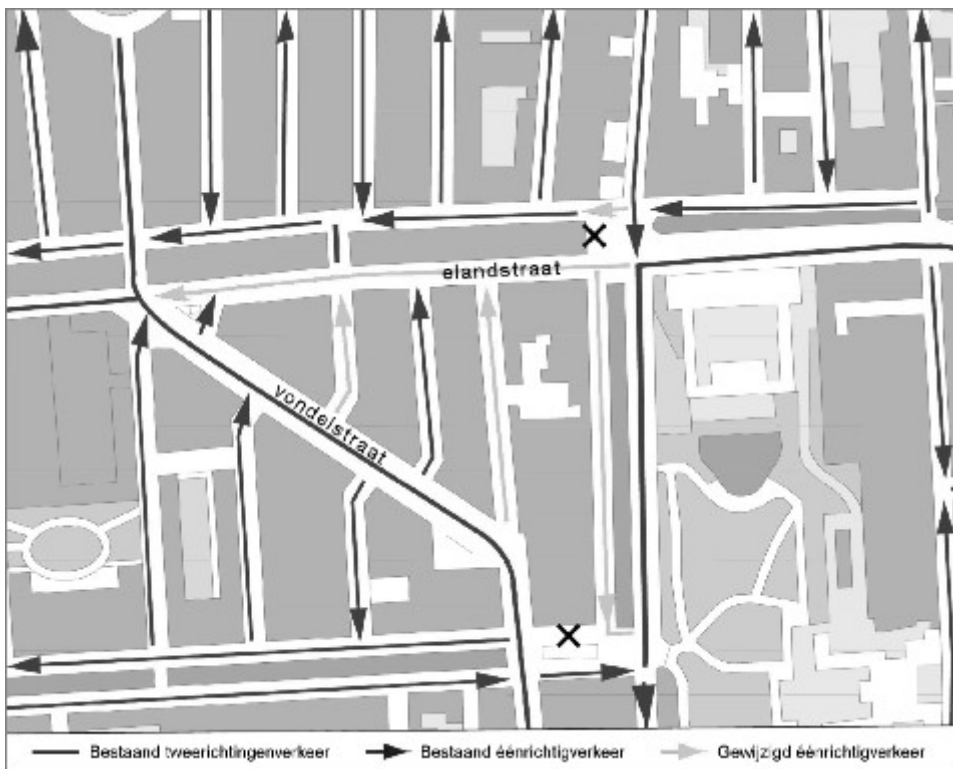 elandstraat
vondelstraat
Bestaand tweerichtingenverkeer
Bestaand éénrichtigverkeer
Gewijzigd éénrichtigverkeer